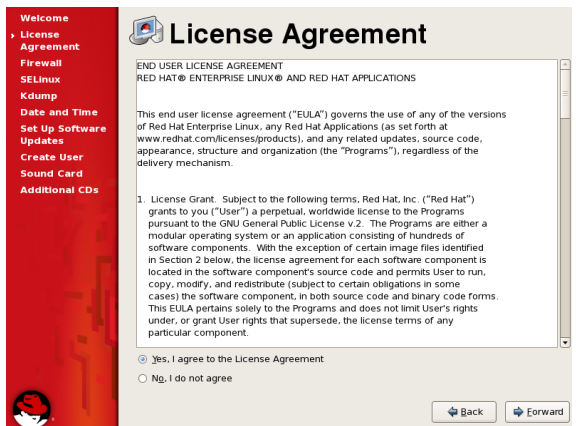 Welcome
License
Agreement
Firewall
SELinux
Kdump
Date and Time
Set Up Software
Updates
Create User
Sound Card
Additional CDs
License Agreement
END USER LICENSE AGREEMENT
RED HAT® ENTERPRISE LINUX® AND RED HAT APPLICATIONS
This end user license agreement (“EULA”) governs the use of any of the versions
of Red Hat Enterprise Linux, any Red Hat Applications (as set forth at
www.redhat.com/licenses/products), and any related updates, source code,
appearance, structure and organization (the “Programs”), regardless of the
delivery mechanism.
1. License Grant. Subject to the following terms, Red Hat, Inc. (“Red Hat”)
grants to you (“User”) a perpetual, worldwide license to the Programs
pursuant to the GNU General Public License v.2. The Programs are either a
modular operating system or an application consisting of hundreds of
software components. With the exception of certain image files identified
in Section 2 below, the license agreement for each software component is
located in the software component's source code and permits User to run,
copy, modify, and redistribute (subject to certain obligations in some
cases) the software component, in both source code and binary code forms.
This EULA pertains solely to the Programs and does not limit User's rights
under, or grant User rights that supersede, the license terms of any
particular component.
Yes, I agree to the License Agreement
No, I do not agree
Back
Forward